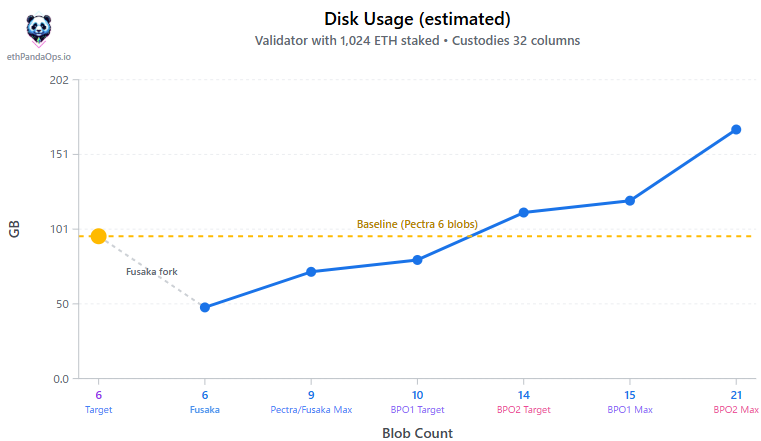 Disk Usage (estimated)
Validator with 1,024 ETH staked • Custodies 32 columns
ethPandaOps.io
202
151
101
50
0.0
GB
Baseline (Pectra 6 blobs)
Fusaka fork
6 6 9 10 14 15 21
Target Fusaka Pectra/Fusaka Max BPO1 Target BPO2 Target BPO1 Max BPO2 Max
Blob Count